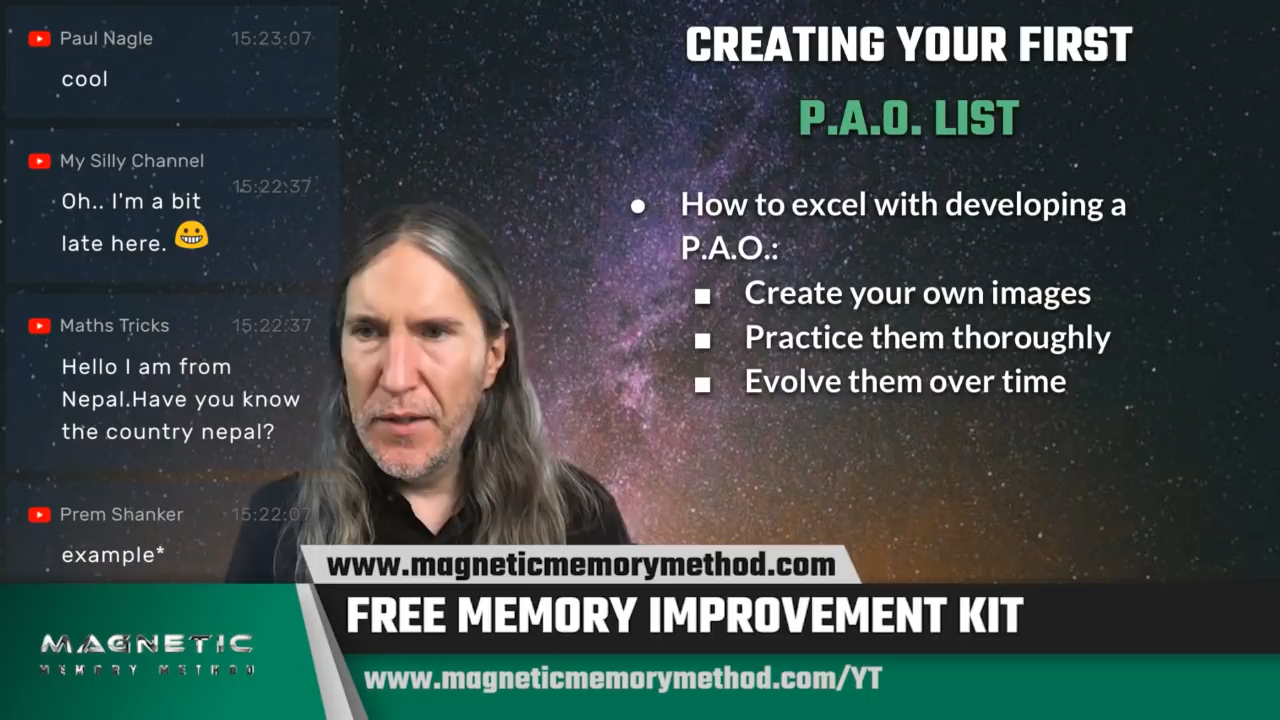 Paul Nagle 15:23:07
cool
My Silly Channel
15:22:37
Oh.. I'm a bit
late here. 😀
Maths Tricks 15:22:37
Hello I am from
Nepal.Have you know
the country nepal?
Prem Shanker 15:22:07
example*
CREATING YOUR FIRST
P.A.O. LIST
● How to excel with developing a
P.A.O.:
■ Create your own images
■ Practice them thoroughly
■ Evolve them over time
www.magneticmemorymethod.com
FREE MEMORY IMPROVEMENT KIT
www.magneticmemorymethod.com/YT
MAGNETIC
MEMORY METHOD